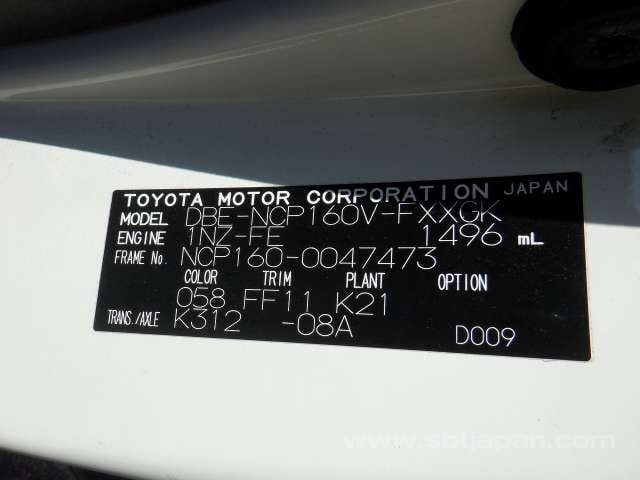 TOYOTA MOTOR CORPORATION JAPAN
MODEL DBE-NCP160V-FXXGK
ENGINE 1NZ-FE 1496 mL
FRAME No. NCP160-0047473
COLOR TRIM PLANT OPTION
058 FF11 K21
TRANS./AXLE K312 -08A D009
www.sbtjapan.com